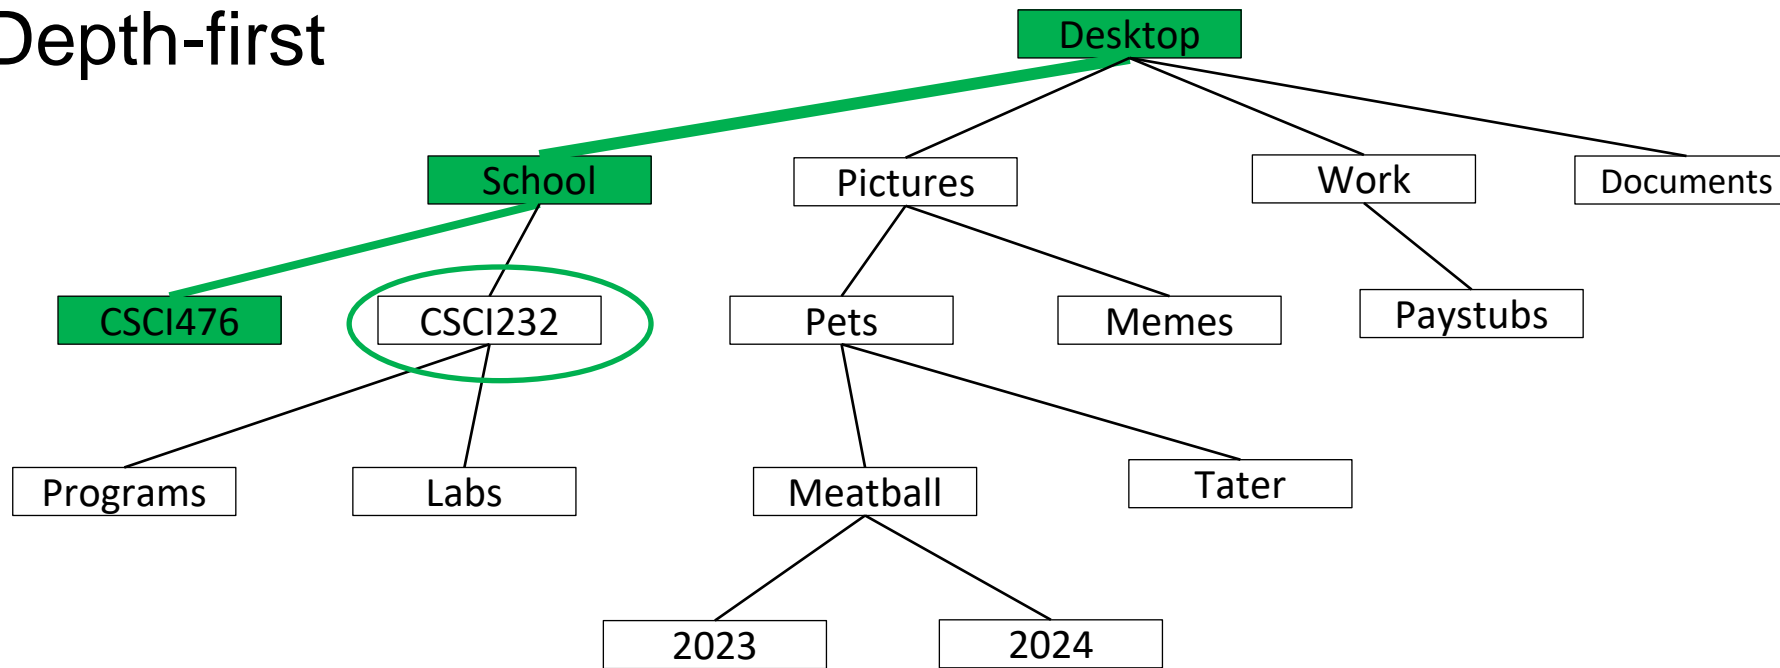 Depth-first
Desktop
School
Pictures
Work
Documents
CSCI476
CSCI232
Pets
Memes
Paystubs
Programs
Labs
Meatball
Tater
2023
2024